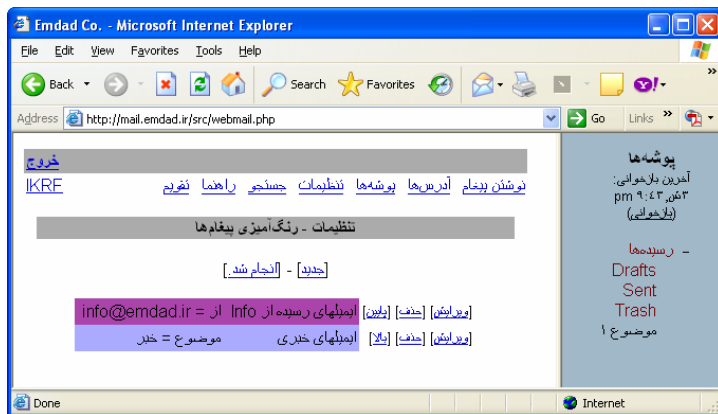 Emdad Co. - Microsoft Internet Explorer
File Edit View Favorites Tools Help
Back Search Favorites
Address http://mail.emdad.ir/src/webmail.php Go Links
پوشه‌ها
آخرین بازخوانی:
۳ش, ۹:٤۳ pm
(بازخوانی)
- رسیده‌ها
Drafts
Sent
Trash
موضوع ۱
خروج
نوشتن پیغام آدرس‌ها پوشه‌ها تنظیمات جستجو راهنما تقویم IKRF
تنظیمات - رنگ‌آمیزی پیغام‌ها
[جدید] - [انجام شد.]
[ویرایش] [حذف] [پایین] ایمیلهای رسیده از Info از = info@emdad.ir
[ویرایش] [حذف] [بالا] ایمیلهای خبری موضوع = خبر
Done Internet